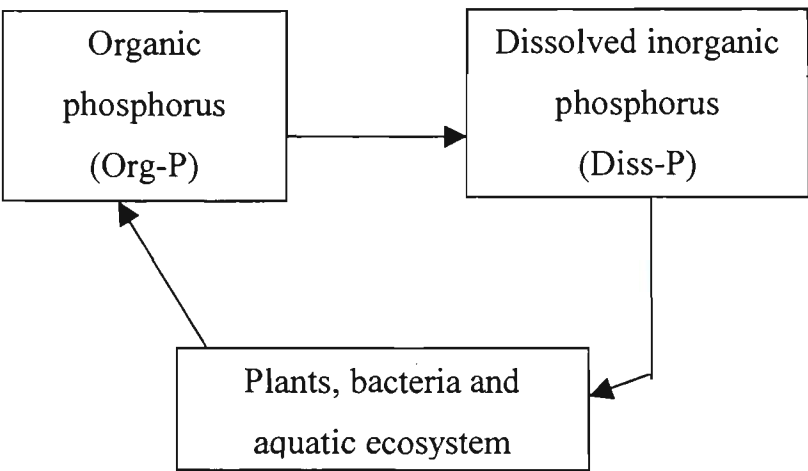 Organic
phosphorus
(Org-P)
Dissolved inorganic
phosphorus
(Diss-P)
Plants, bacteria and
aquatic ecosystem